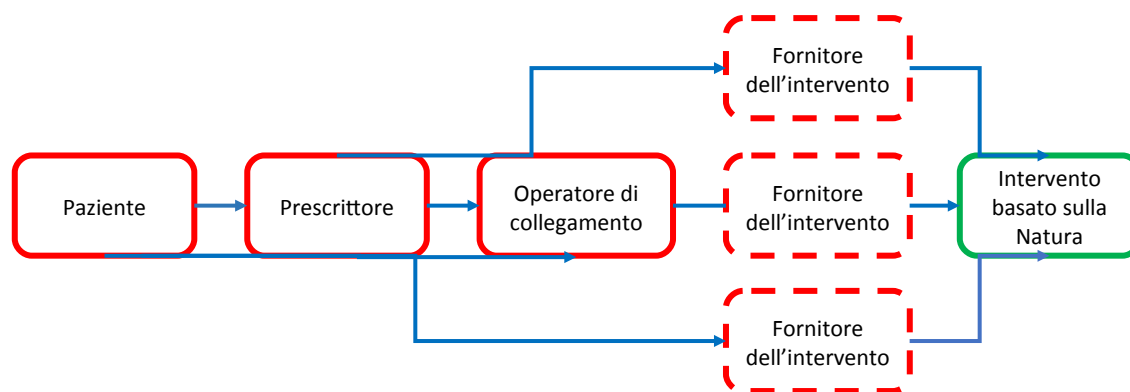 Fornitore
dell’intervento
Paziente
Prescrittore
Operatore di
collegamento
Fornitore
dell’intervento
Intervento
basato sulla
Natura
Fornitore
dell’intervento